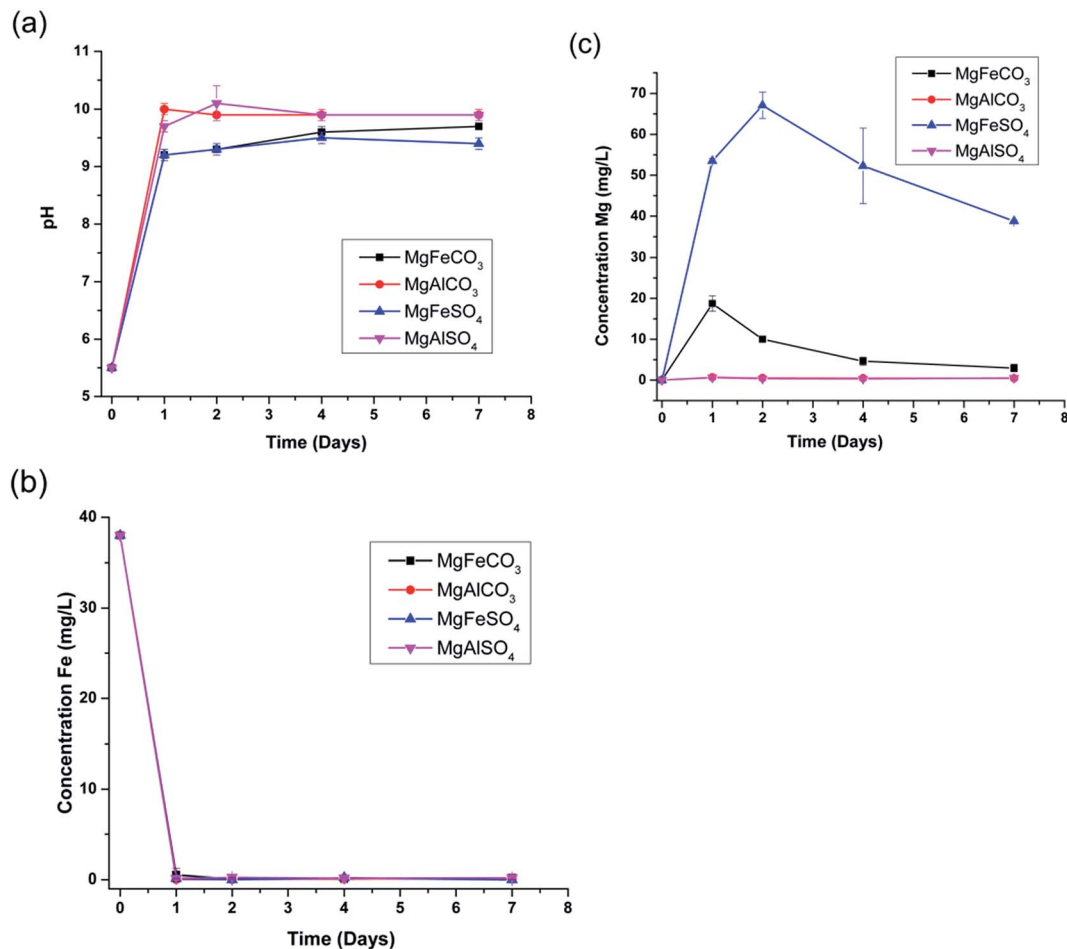 (a)
11
10
9
8
7
6
5
pH
MgFeCO₃
MgAlCO₃
MgFeSO₄
MgAlSO₄
0 1 2 3 4 5 6 7 8
Time (Days)
(c)
70
60
50
40
30
20
10
0
Concentration Mg (mg/L)
MgFeCO₃
MgAlCO₃
MgFeSO₄
MgAlSO₄
0 1 2 3 4 5 6 7 8
Time (Days)
(b)
40
30
20
10
0
Concentration Fe (mg/L)
MgFeCO₃
MgAlCO₃
MgFeSO₄
MgAlSO₄
0 1 2 3 4 5 6 7 8
Time (Days)